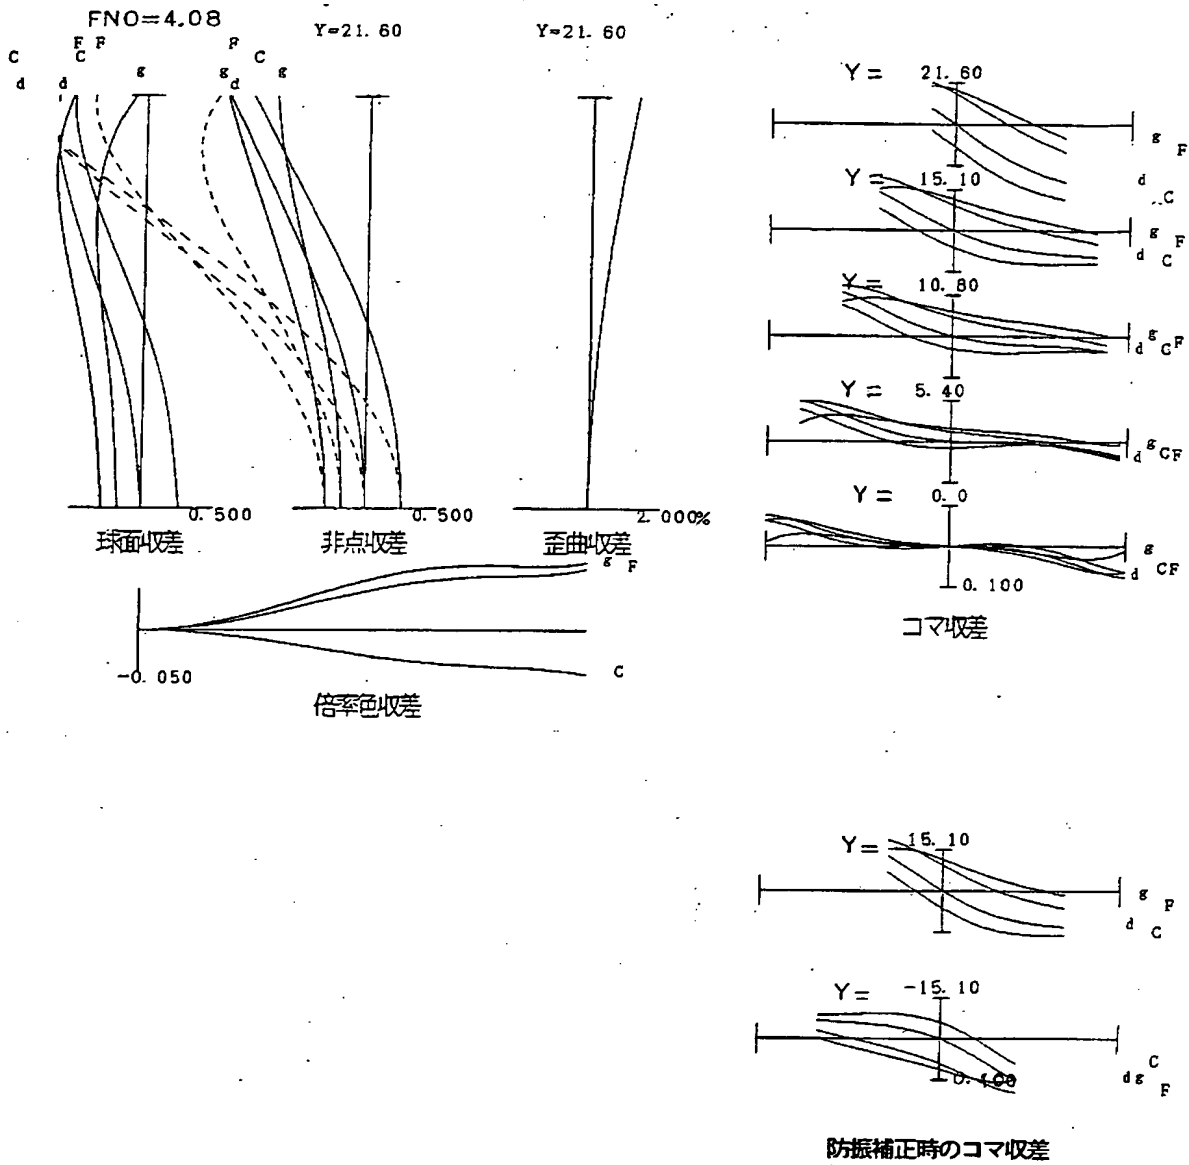 FNO=4.08
Y=21.60
Y=21.60
C
d
F
C
F
d
g
F
C
g
d
g
0.500
球面収差
0.500
非点収差
2.000%
歪曲収差
g F
C
-0.050
倍率色収差
Y= 21.60
g F
d C
Y= 15.10
g F
d C
Y= 10.80
d g C F
Y= 5.40
d g C F
Y= 0.0
g
d C F
0.100
コマ収差
Y= 15.10
g F
d C
Y= -15.10
C
d g F
0.100
防振補正時のコマ収差